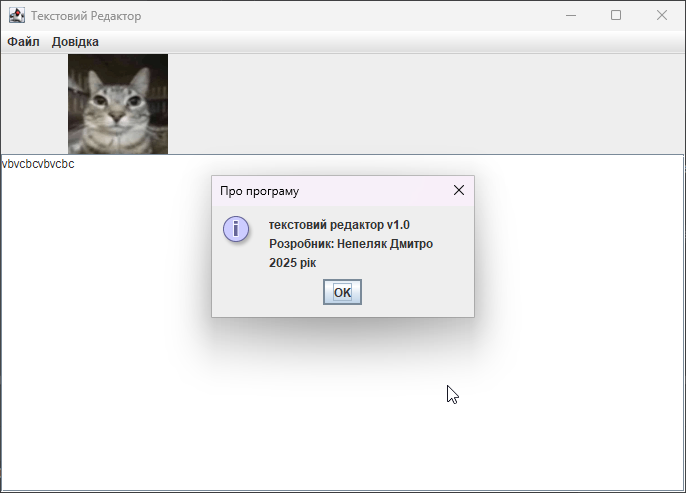 Текстовий Редактор
Файл Довідка
vbvcbcvbvcbc
Про програму
текстовий редактор v1.0
Розробник: Непеляк Дмитро
2025 рік
OK